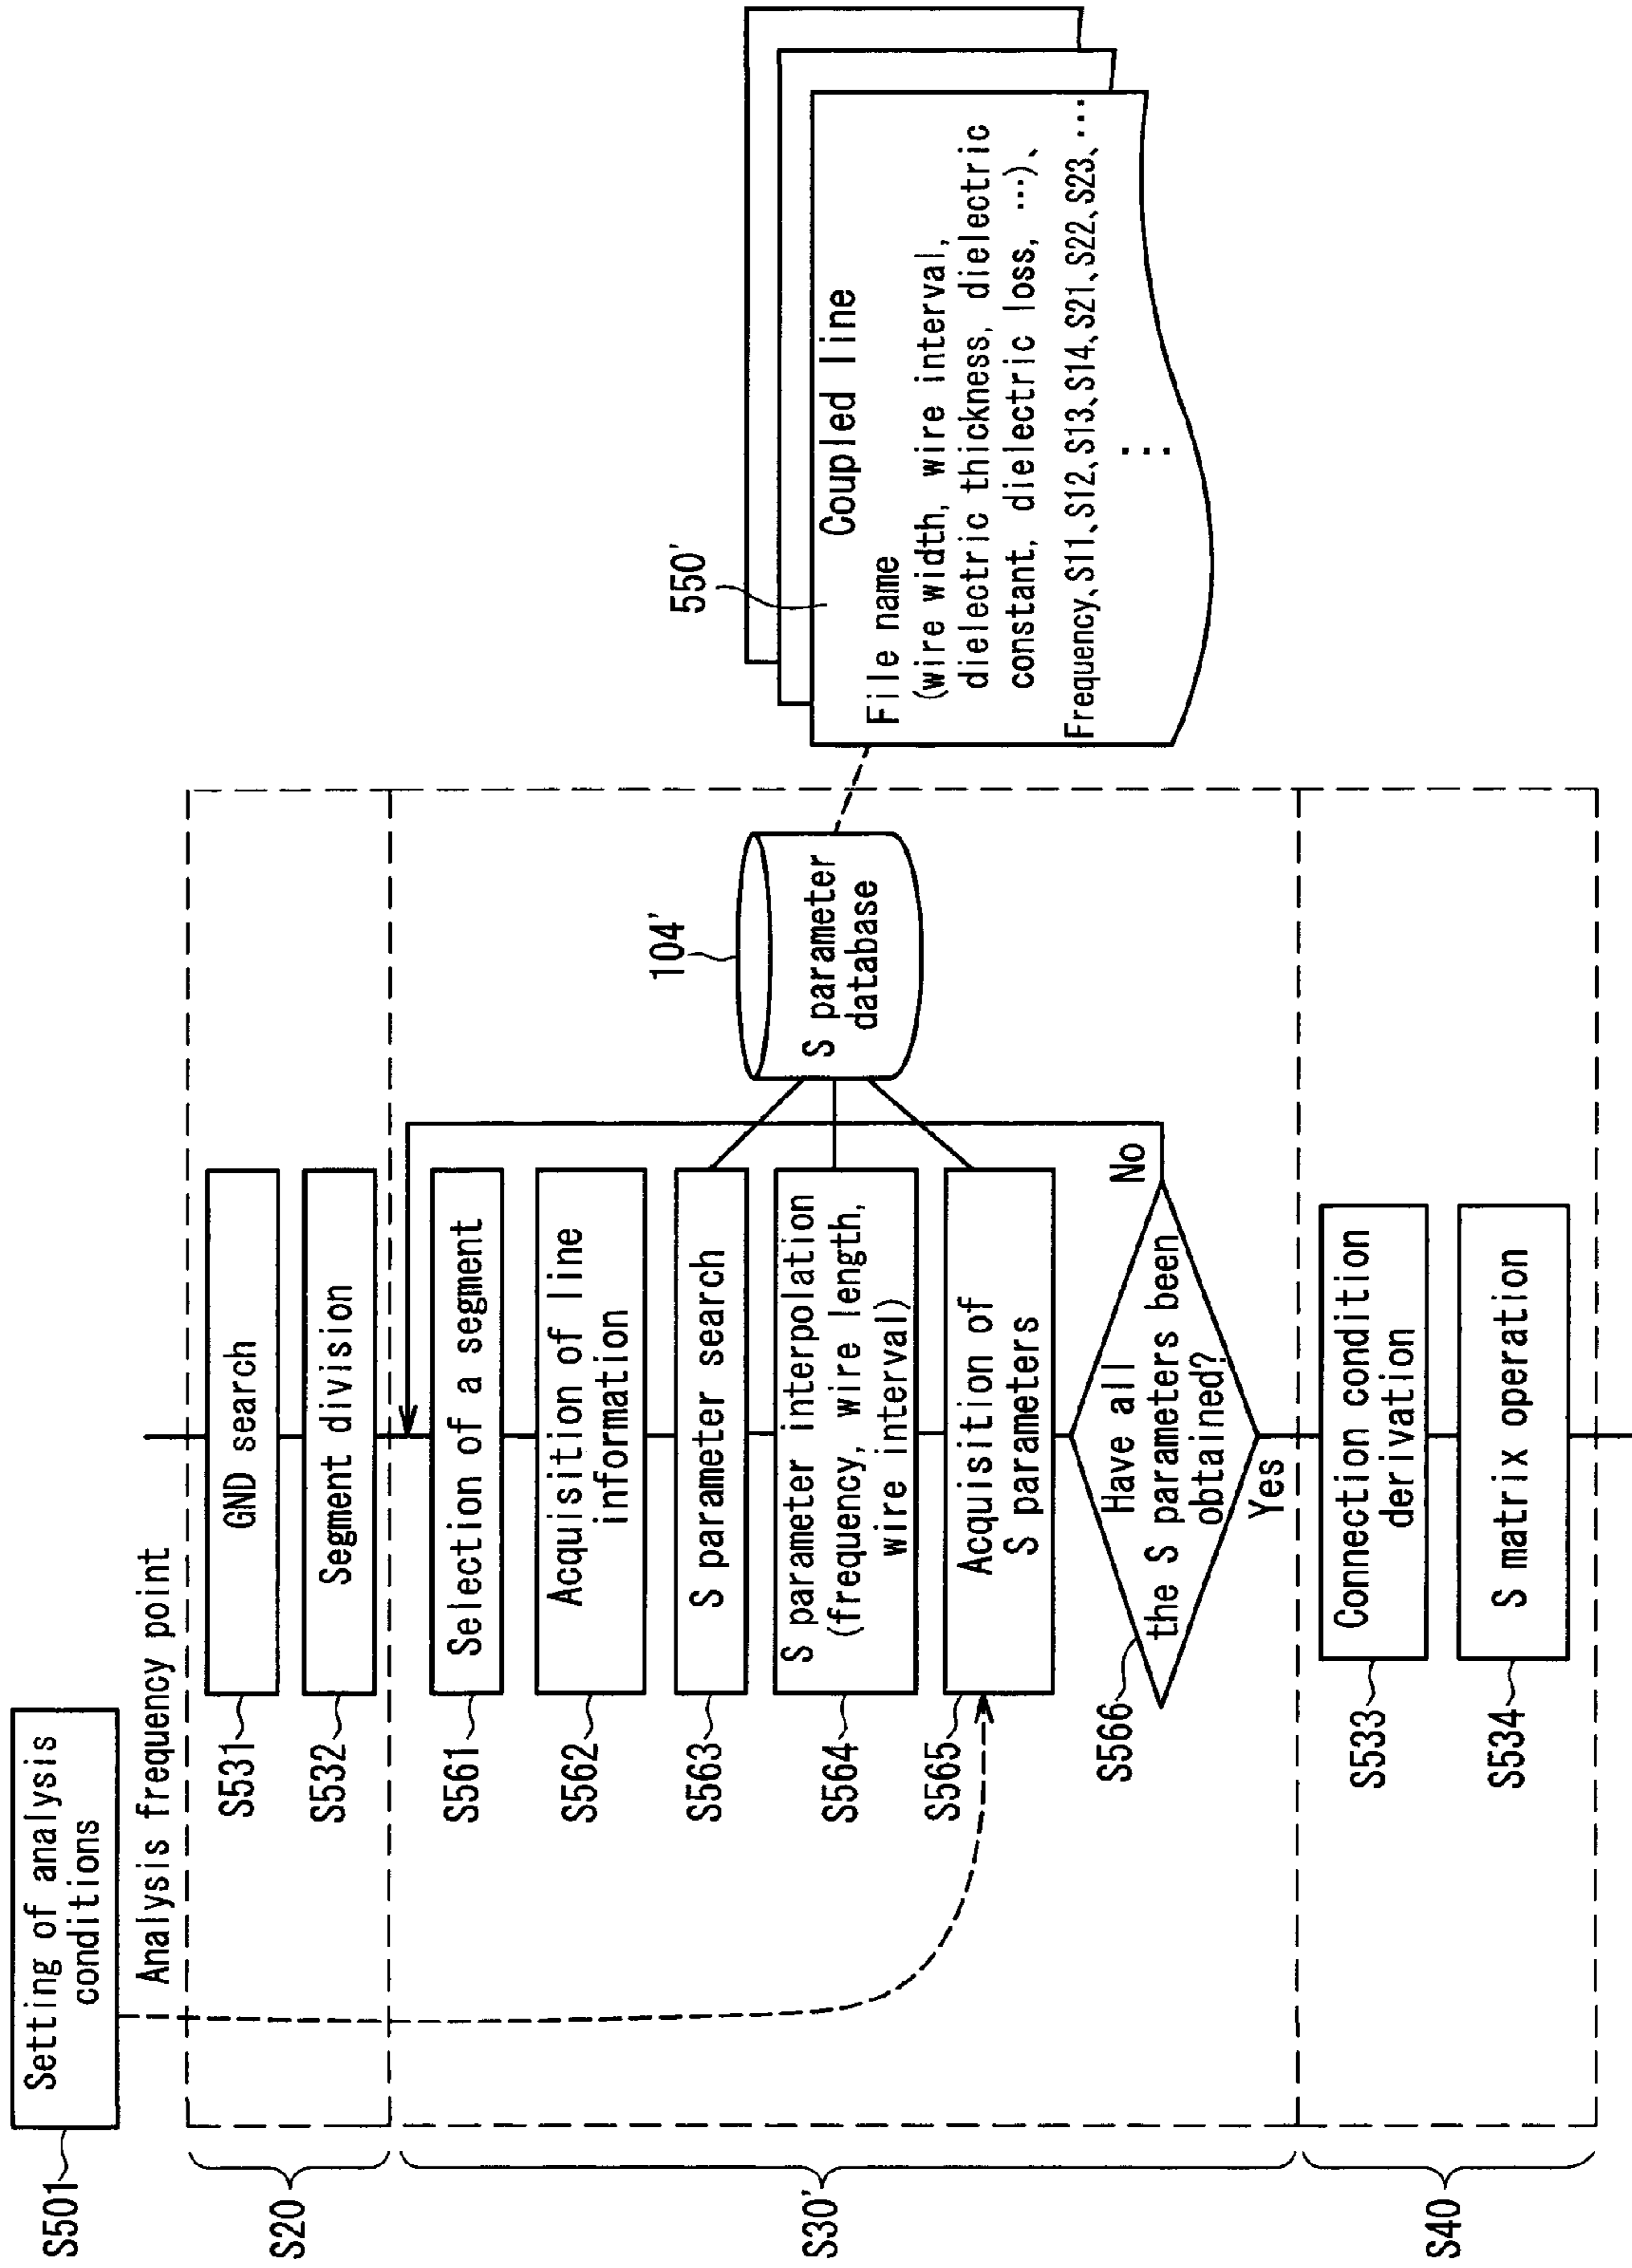 S501
Setting of analysis
conditions
Analysis frequency point
S20
S531
GND search
S532
Segment division
S30'
S561
Selection of a segment
S562
Acquisition of line
information
S563
S parameter search
S564
S parameter interpolation
(frequency, wire length,
wire interval)
S565
Acquisition of
S parameters
S566
Have all
the S parameters been
obtained?
No
Yes
104'
S parameter
database
550'
Coupled line
File name
(wire width, wire interval,
dielectric thickness, dielectric
constant, dielectric loss, …)、
Frequency、S11、S12、S13、S14、S21、S22、S23、…
⋮
S40
S533
Connection condition
derivation
S534
S matrix operation